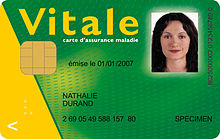 Vitale
carte d'assurance maladie
émise le 01/01/2007
NATHALIE
DURAND
2 69 05 49 588 157 80
SPECIMEN